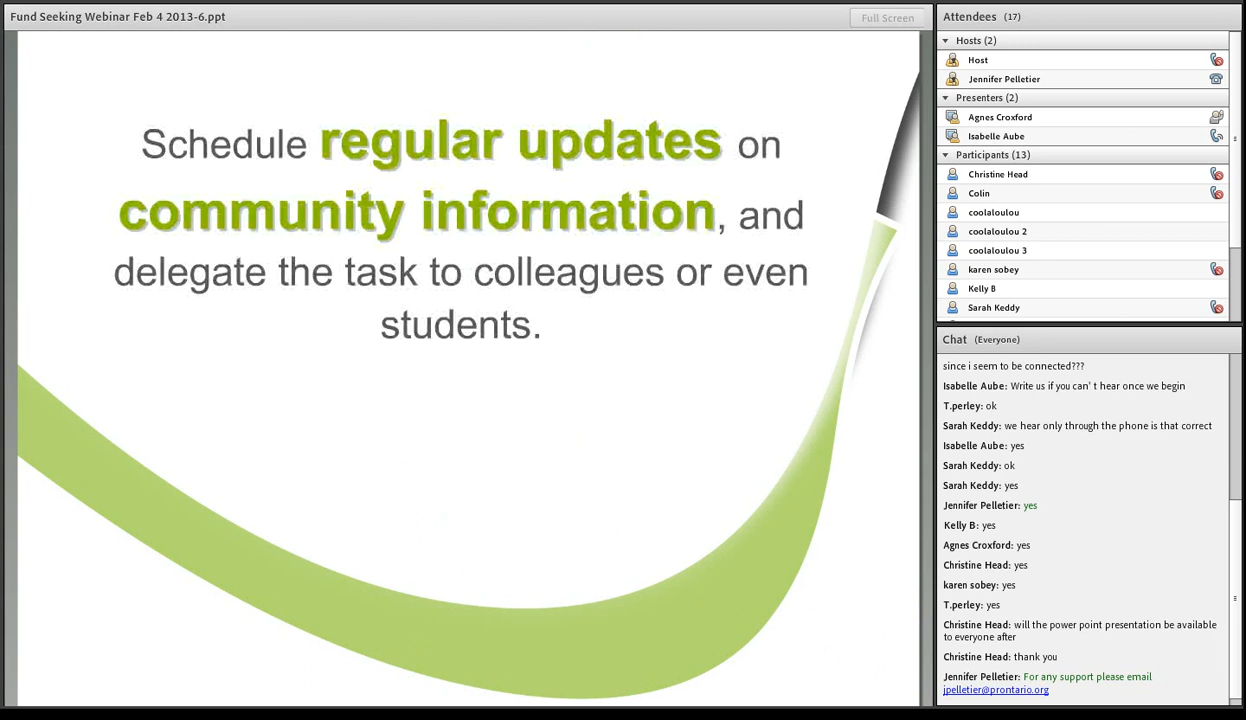 Fund Seeking Webinar Feb 4 2013-6.ppt
Full Screen
Schedule regular updates on
community information, and
delegate the task to colleagues or even
students.
Attendees (17)
Hosts (2)
Host
Jennifer Pelletier
Presenters (2)
Agnes Croxford
Isabelle Aube
Participants (13)
Christine Head
Colin
coolaloulou
coolaloulou 2
coolaloulou 3
karen sobey
Kelly B
Sarah Keddy
Chat (Everyone)
since i seem to be connected???
Isabelle Aube: Write us if you can' t hear once we begin
T.perley: ok
Sarah Keddy: we hear only through the phone is that correct
Isabelle Aube: yes
Sarah Keddy: ok
Sarah Keddy: yes
Jennifer Pelletier: yes
Kelly B: yes
Agnes Croxford: yes
Christine Head: yes
karen sobey: yes
T.perley: yes
Christine Head: will the power point presentation be available
to everyone after
Christine Head: thank you
Jennifer Pelletier: For any support please email
jpelletier@prontario.org